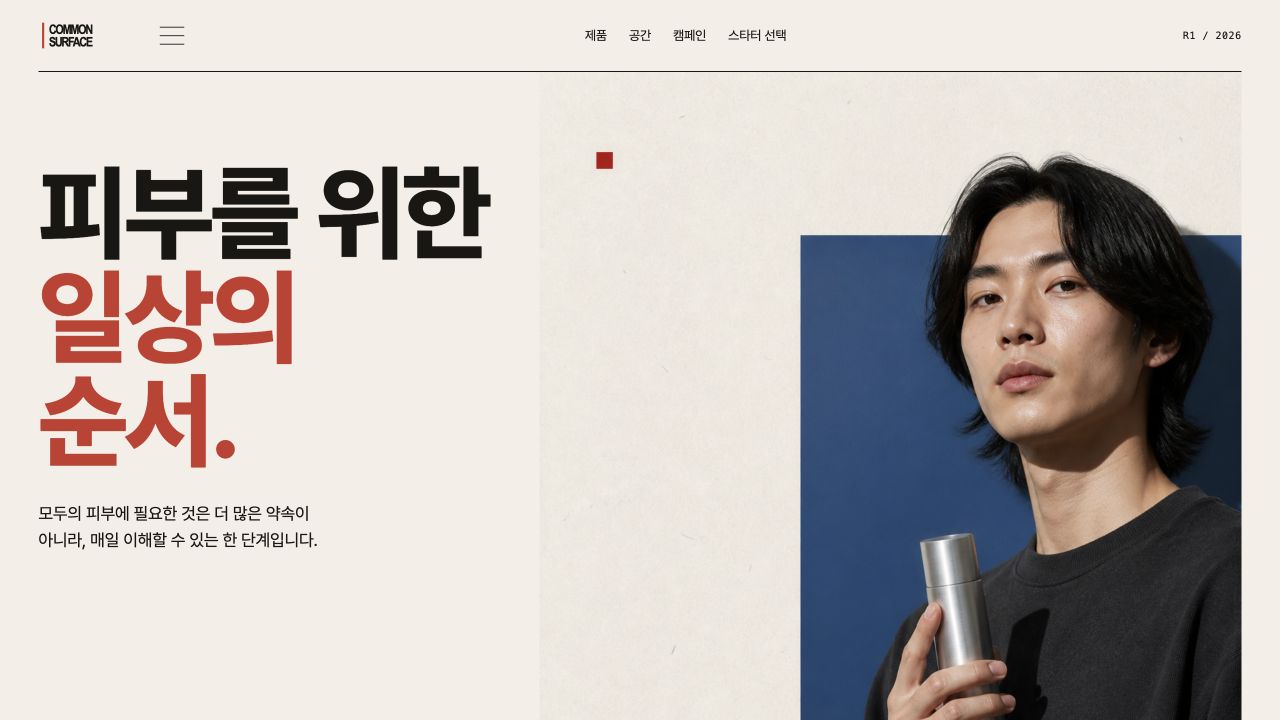 COMMON
SURFACE
제품 공간 캠페인 스타터 선택
R1 / 2026
피부를 위한
일상의
순서.
모두의 피부에 필요한 것은 더 많은 약속이
아니라, 매일 이해할 수 있는 한 단계입니다.